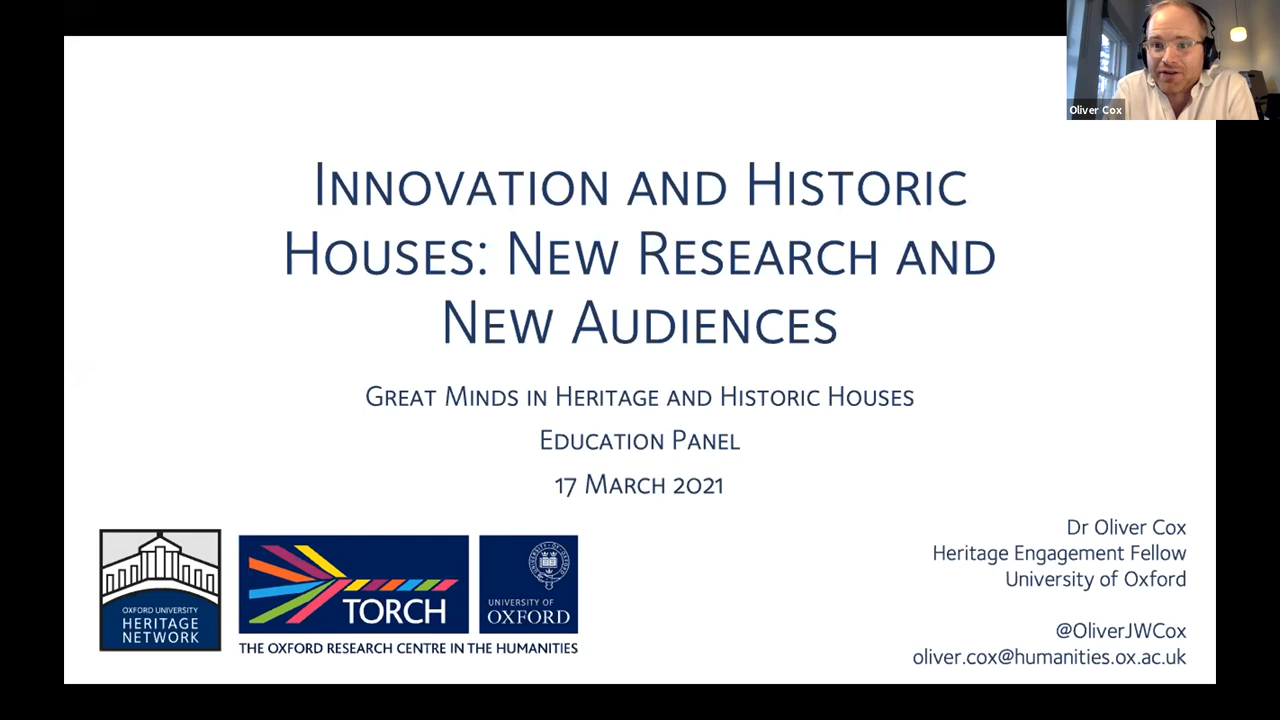 Oliver Cox
Innovation and Historic
Houses: New Research and
New Audiences
Great Minds in Heritage and Historic Houses
Education Panel
17 March 2021
Dr Oliver Cox
Heritage Engagement Fellow
University of Oxford
@OliverJWCox
oliver.cox@humanities.ox.ac.uk
OXFORD UNIVERSITY
HERITAGE
NETWORK
TORCH
UNIVERSITY OF
OXFORD
THE OXFORD RESEARCH CENTRE IN THE HUMANITIES